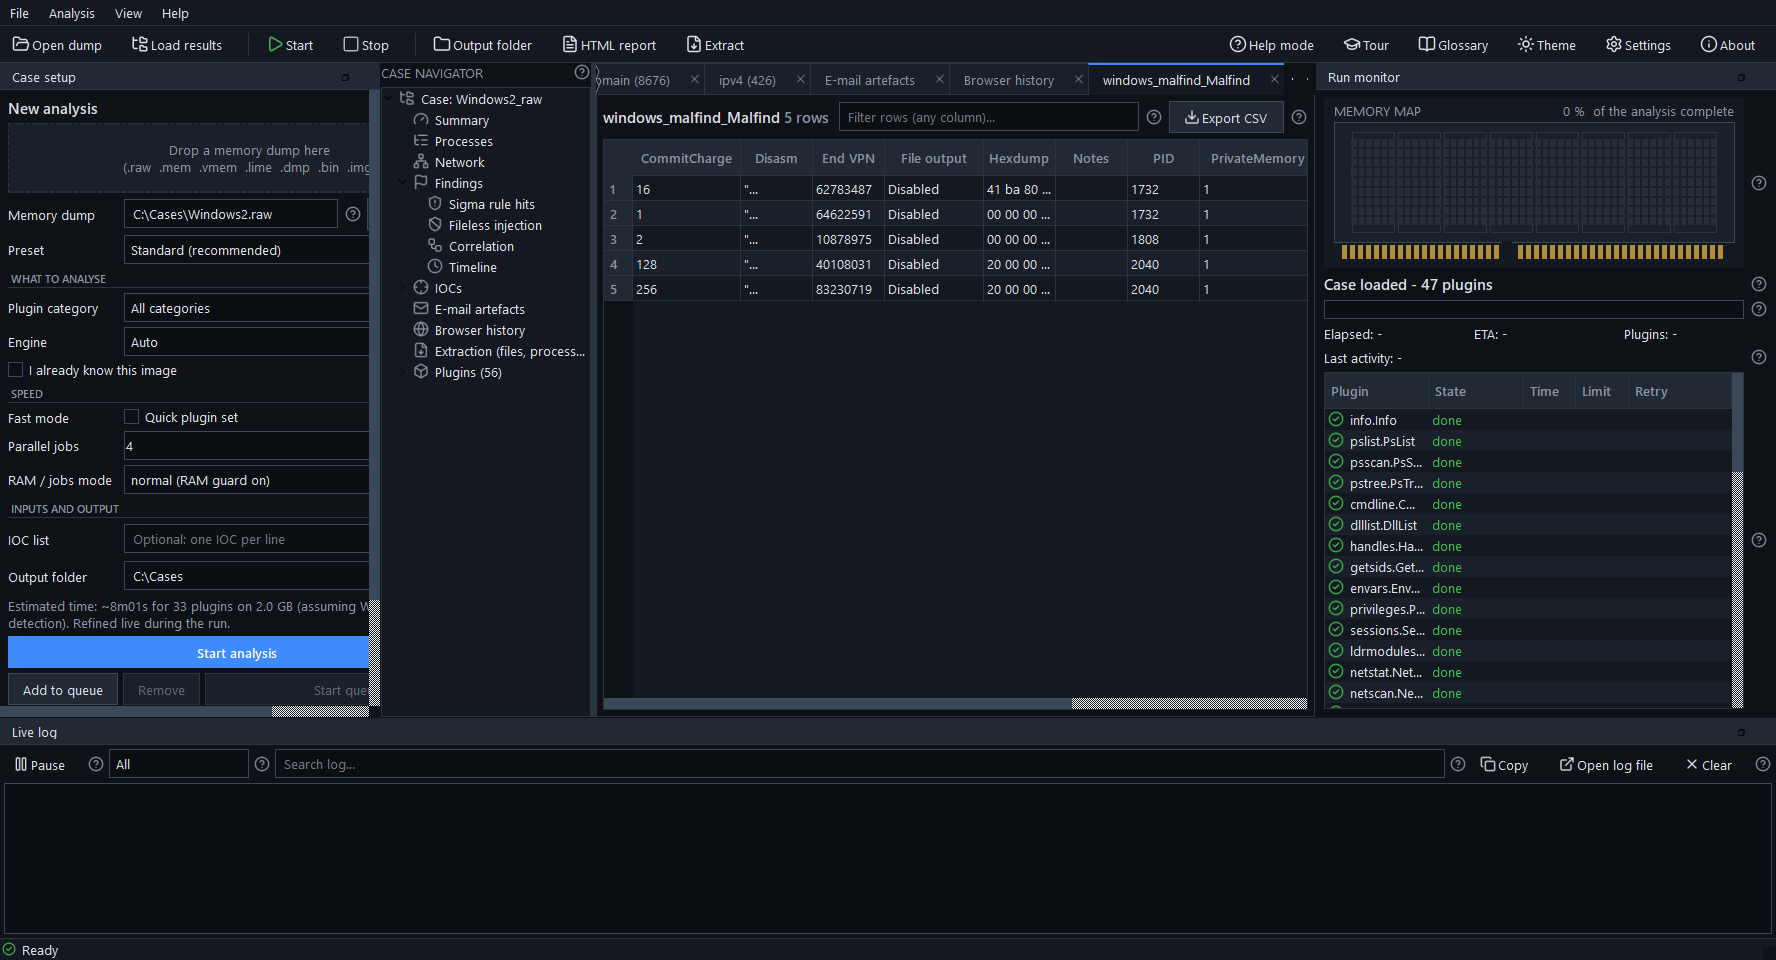 File Analysis View Help
Open dump Load results Start Stop Output folder HTML report Extract Help mode Tour Glossary Theme Settings About
Case setup
New analysis
Drop a memory dump here
(.raw .mem .vmem .lime .dmp .bin .img
Memory dump C:\Cases\Windows2.raw
Preset Standard (recommended)
WHAT TO ANALYSE
Plugin category All categories
Engine Auto
I already know this image
SPEED
Fast mode Quick plugin set
Parallel jobs 4
RAM / jobs mode normal (RAM guard on)
INPUTS AND OUTPUT
IOC list Optional: one IOC per line
Output folder C:\Cases
Estimated time: ~8m01s for 33 plugins on 2.0 GB (assuming W
detection). Refined live during the run.
Start analysis
Add to queue Remove Start que
CASE NAVIGATOR
Case: Windows2_raw
Summary
Processes
Network
Findings
Sigma rule hits
Fileless injection
Correlation
Timeline
IOCs
E-mail artefacts
Browser history
Extraction (files, process...
Plugins (56)
main (8676) ipv4 (426) E-mail artefacts Browser history windows_malfind_Malfind
windows_malfind_Malfind 5 rows Filter rows (any column)... Export CSV
CommitCharge Disasm End VPN File output Hexdump Notes PID PrivateMemory
1 16 "... 62783487 Disabled 41 ba 80 ... 1732 1
2 1 "... 64622591 Disabled 00 00 00 ... 1732 1
3 2 "... 10878975 Disabled 00 00 00 ... 1808 1
4 128 "... 40108031 Disabled 20 00 00 ... 2040 1
5 256 "... 83230719 Disabled 20 00 00 ... 2040 1
Run monitor
MEMORY MAP 0 % of the analysis complete
Case loaded - 47 plugins
Elapsed: - ETA: - Plugins: -
Last activity: -
Plugin State Time Limit Retry
info.Info done
pslist.PsList done
psscan.PsS... done
pstree.PsTr... done
cmdline.C... done
dlllist.DllList done
handles.Ha... done
getsids.Get... done
envars.Env... done
privileges.P... done
sessions.Se... done
ldrmodules... done
netstat.Net... done
netscan.Ne... done
Live log
Pause All Search log... Copy Open log file Clear
Ready